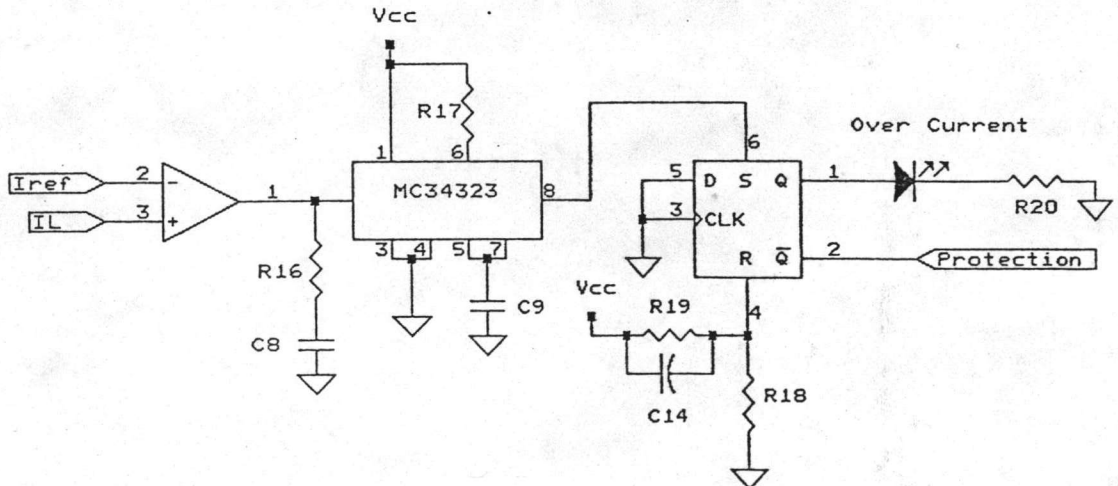 Vcc
R17
Over Current
1
6
6
Iref
2
-
1
MC34323
8
5
D
S
Q
1
IL
3
+
3
CLK
R20
3
4
5
7
R
Q
2
Protection
R16
C9
Vcc
R19
4
C8
C14
R18